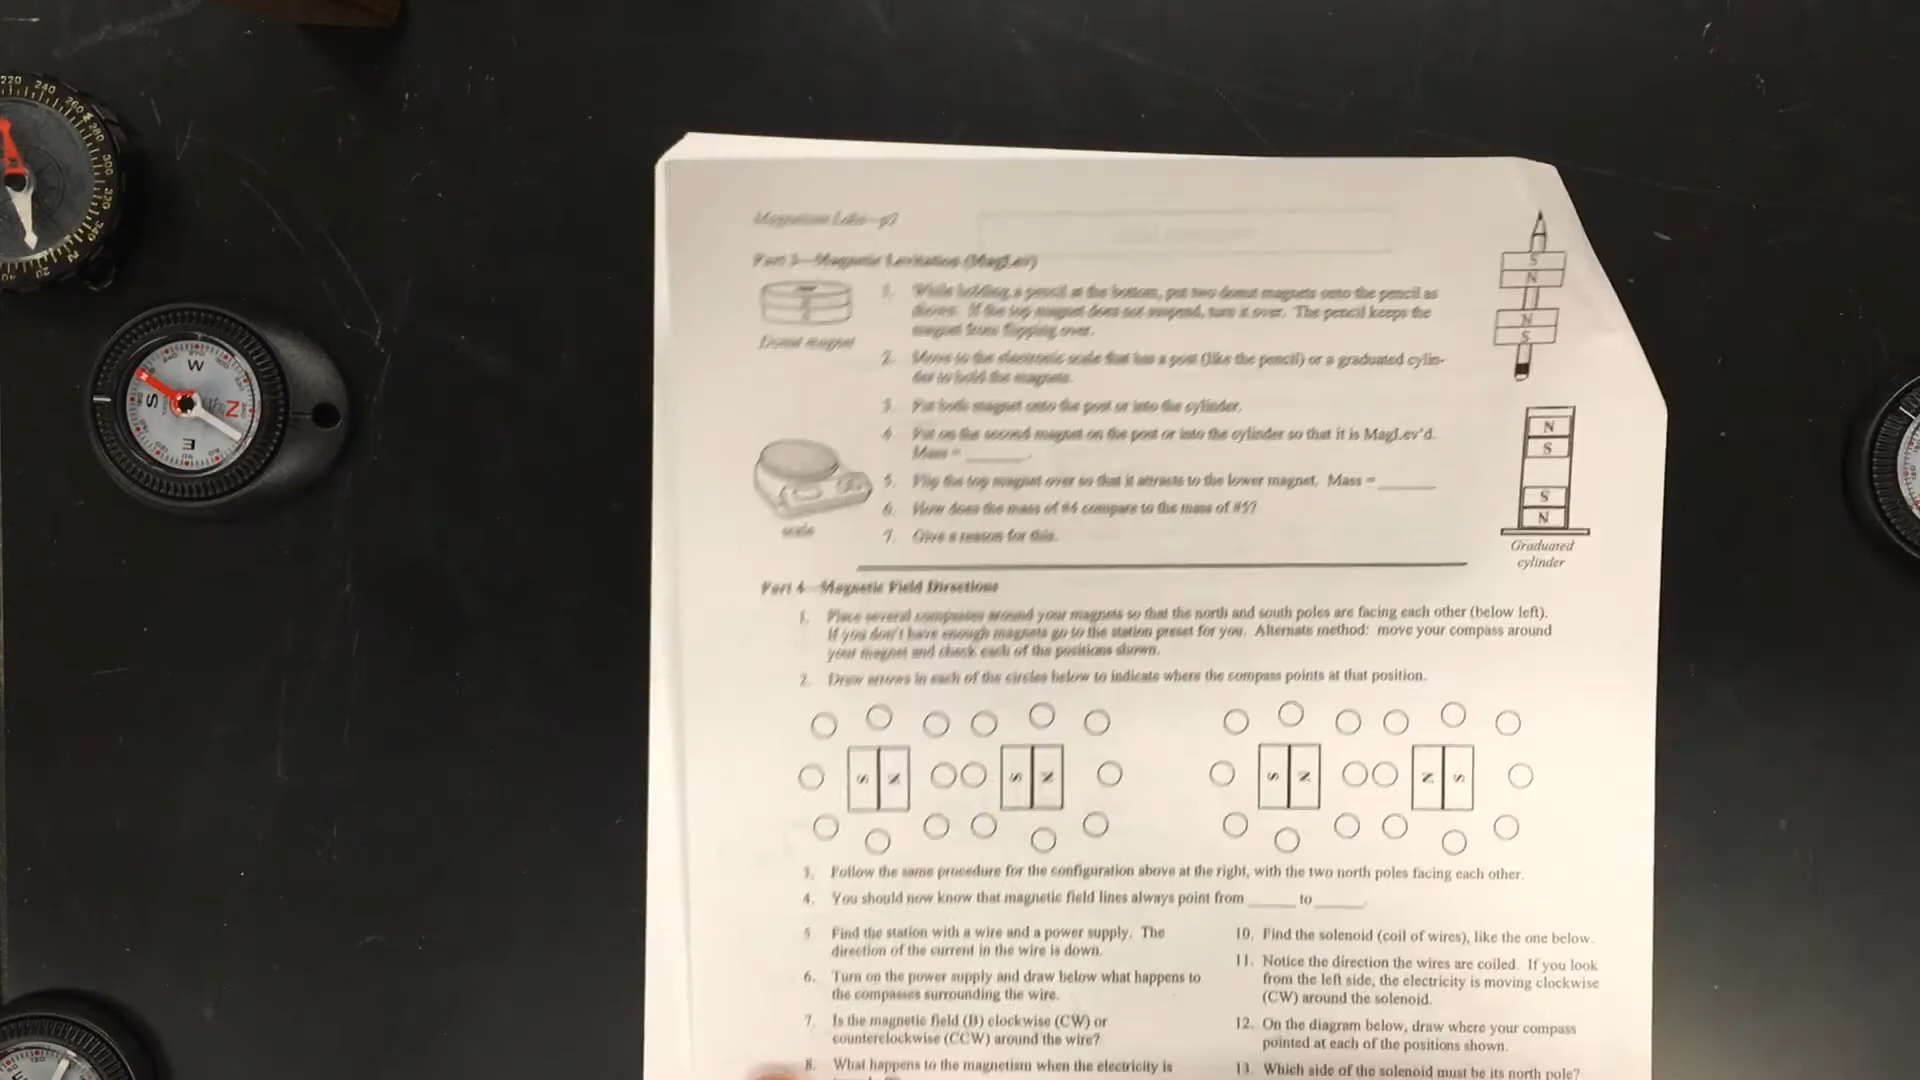 Magnetism Labs—p2
Part 3—Magnetic Levitation (MagLev)
1. While holding a pencil at the bottom, put two donut magnets onto the pencil as
shown. If the top magnet does not suspend, turn it over. The pencil keeps the
magnet from flipping over.
Donut magnet
2. Move to the electronic scale that has a post (like the pencil) or a graduated cylin-
der to hold the magnets.
3. Put both magnet onto the post or into the cylinder.
4. Put on the second magnet on the post or into the cylinder so that it is MagLev'd.
Mass = ______.
5. Flip the top magnet over so that it attracts to the lower magnet. Mass = ______
6. How does the mass of #4 compare to the mass of #5?
scale
7. Give a reason for this.
S
N
N
S
N
S
S
N
Graduated
cylinder
Part 4—Magnetic Field Directions
1. Place several compasses around your magnets so that the north and south poles are facing each other (below left).
If you don't have enough magnets go to the station preset for you. Alternate method: move your compass around
your magnet and check each of the positions shown.
2. Draw arrows in each of the circles below to indicate where the compass points at that position.
S N S N S N N S
3. Follow the same procedure for the configuration above at the right, with the two north poles facing each other.
4. You should now know that magnetic field lines always point from _____ to _____.
5. Find the station with a wire and a power supply. The
direction of the current in the wire is down.
6. Turn on the power supply and draw below what happens to
the compasses surrounding the wire.
7. Is the magnetic field (B) clockwise (CW) or
counterclockwise (CCW) around the wire?
8. What happens to the magnetism when the electricity is
10. Find the solenoid (coil of wires), like the one below.
11. Notice the direction the wires are coiled. If you look
from the left side, the electricity is moving clockwise
(CW) around the solenoid.
12. On the diagram below, draw where your compass
pointed at each of the positions shown.
13. Which side of the solenoid must be its north pole?
220 240 260 280 300 320 340 N 20 40
W
S N
E